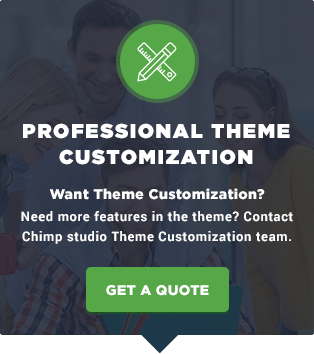 PROFESSIONAL THEME
CUSTOMIZATION
Want Theme Customization?
Need more features in the theme? Contact
Chimp studio Theme Customization team.
GET A QUOTE